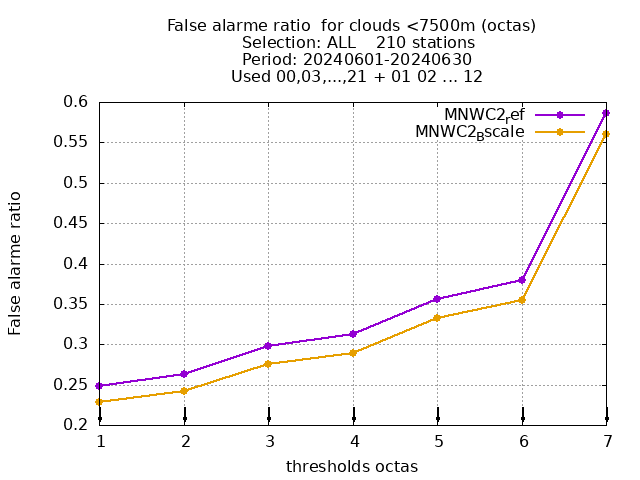 False alarme ratio  for clouds <7500m (octas)
Selection: ALL    210 stations
Period: 20240601-20240630
Used 00,03,...,21 + 01 02 ... 12
MNWC2ref
MNWC2Bscale
0.6
0.55
0.5
0.45
0.4
0.35
0.3
0.25
0.2
False alarme ratio
1 2 3 4 5 6 7
thresholds octas